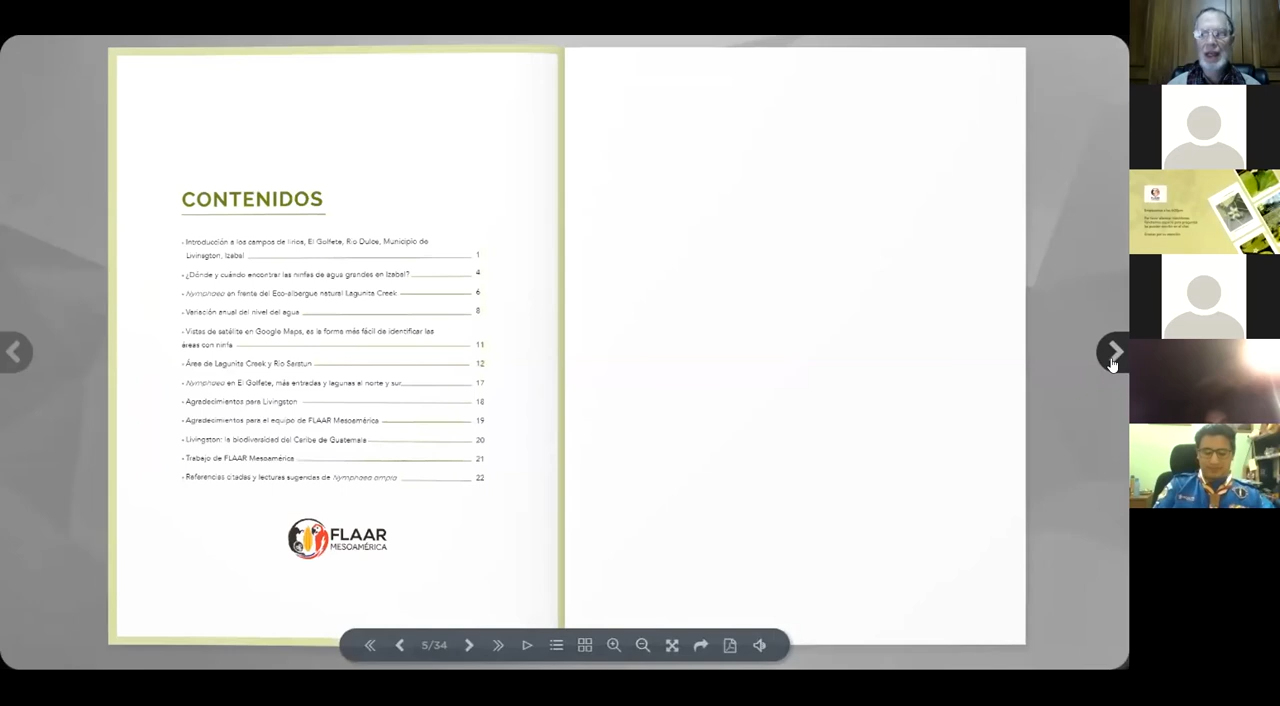 CONTENIDOS
- Introducción a los campos de lirios, El Golfete, Río Dulce, Municipio de
Livingston, Izabal 1
- ¿Dónde y cuándo encontrar las ninfas de agua grandes en Izabal? 4
- Nymphaea en frente del Eco-albergue natural Lagunita Creek 6
- Variación anual del nivel del agua 8
- Vistas de satélite en Google Maps, es la forma más fácil de identificar las
áreas con ninfa 11
- Área de Lagunita Creek y Río Sarstun 12
- Nymphaea en El Golfete, más entradas y lagunas al norte y sur 17
- Agradecimientos para Livingston 18
- Agradecimientos para el equipo de FLAAR Mesoamérica 19
- Livingston: la biodiversidad del Caribe de Guatemala 20
- Trabajo de FLAAR Mesoamérica 21
- Referencias citadas y lecturas sugeridas de Nymphaea ampla 22
FLAAR
MESOAMÉRICA
5/34